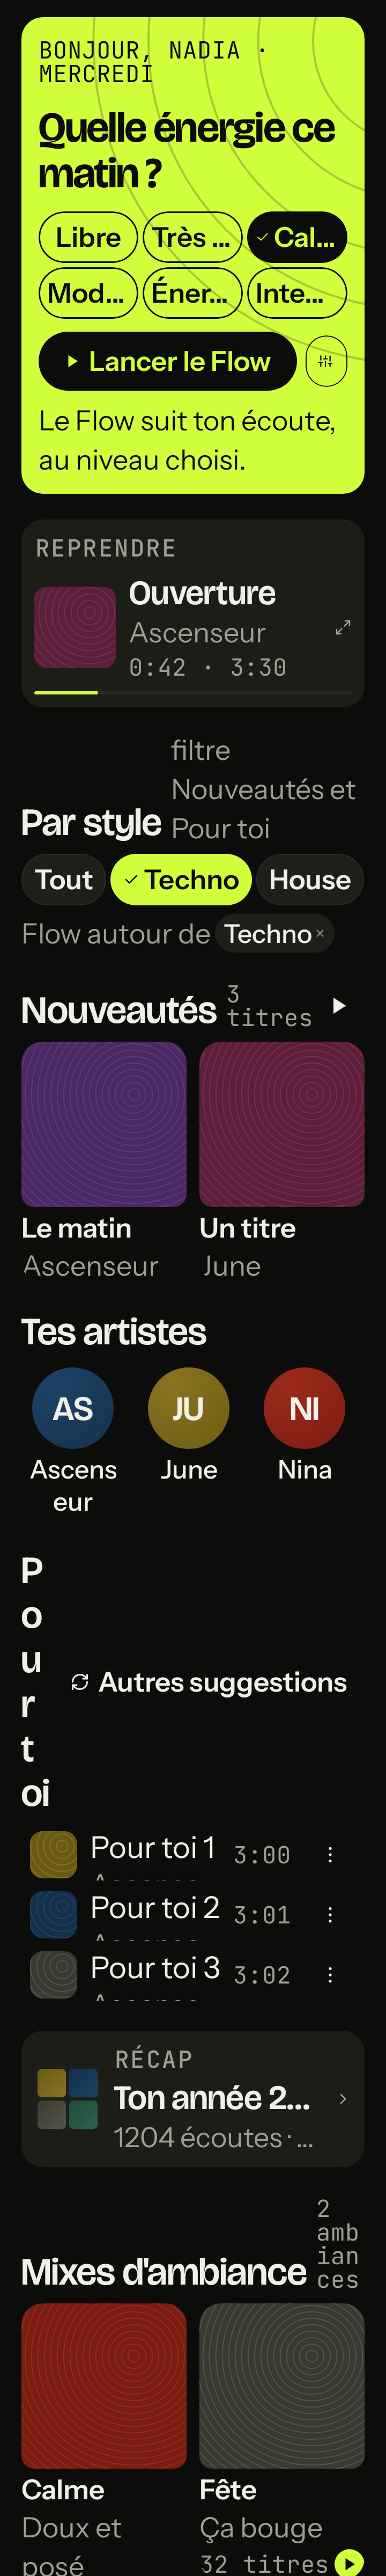 BONJOUR, NADIA ·
MERCREDI
Quelle énergie ce
matin ?
Libre
Très ...
Cal...
Mod...
Éner...
Inte...
Lancer le Flow
Le Flow suit ton écoute,
au niveau choisi.
REPRENDRE
Ouverture
Ascenseur
0:42 · 3:30
filtre
Nouveautés et
Par style
Pour toi
Tout
Techno
House
Flow autour de
Techno
Nouveautés
3
titres
Le matin
Un titre
Ascenseur
June
Tes artistes
AS
JU
NI
Ascens
eur
June
Nina
P
o
u
r
t
oi
Autres suggestions
Pour toi 1
3:00
Pour toi 2
3:01
Pour toi 3
3:02
RÉCAP
Ton année 2...
1204 écoutes · ...
Mixes d'ambiance
2
amb
ian
ces
Calme
Fête
Doux et
posé
Ça bouge
32 titres